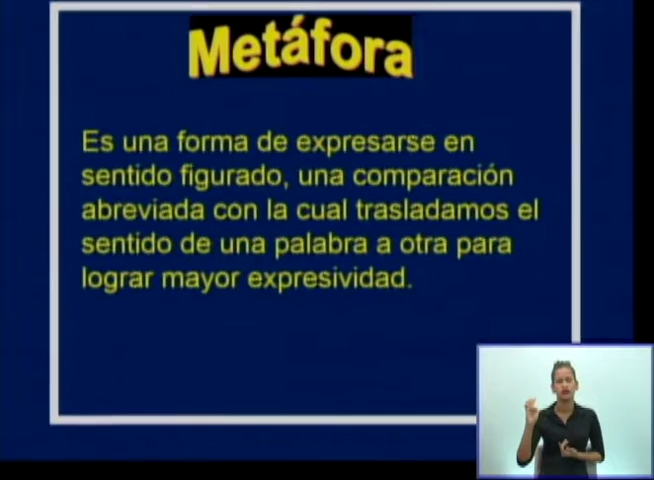 Metáfora
Es una forma de expresarse en
sentido figurado, una comparación
abreviada con la cual trasladamos el
sentido de una palabra a otra para
lograr mayor expresividad.